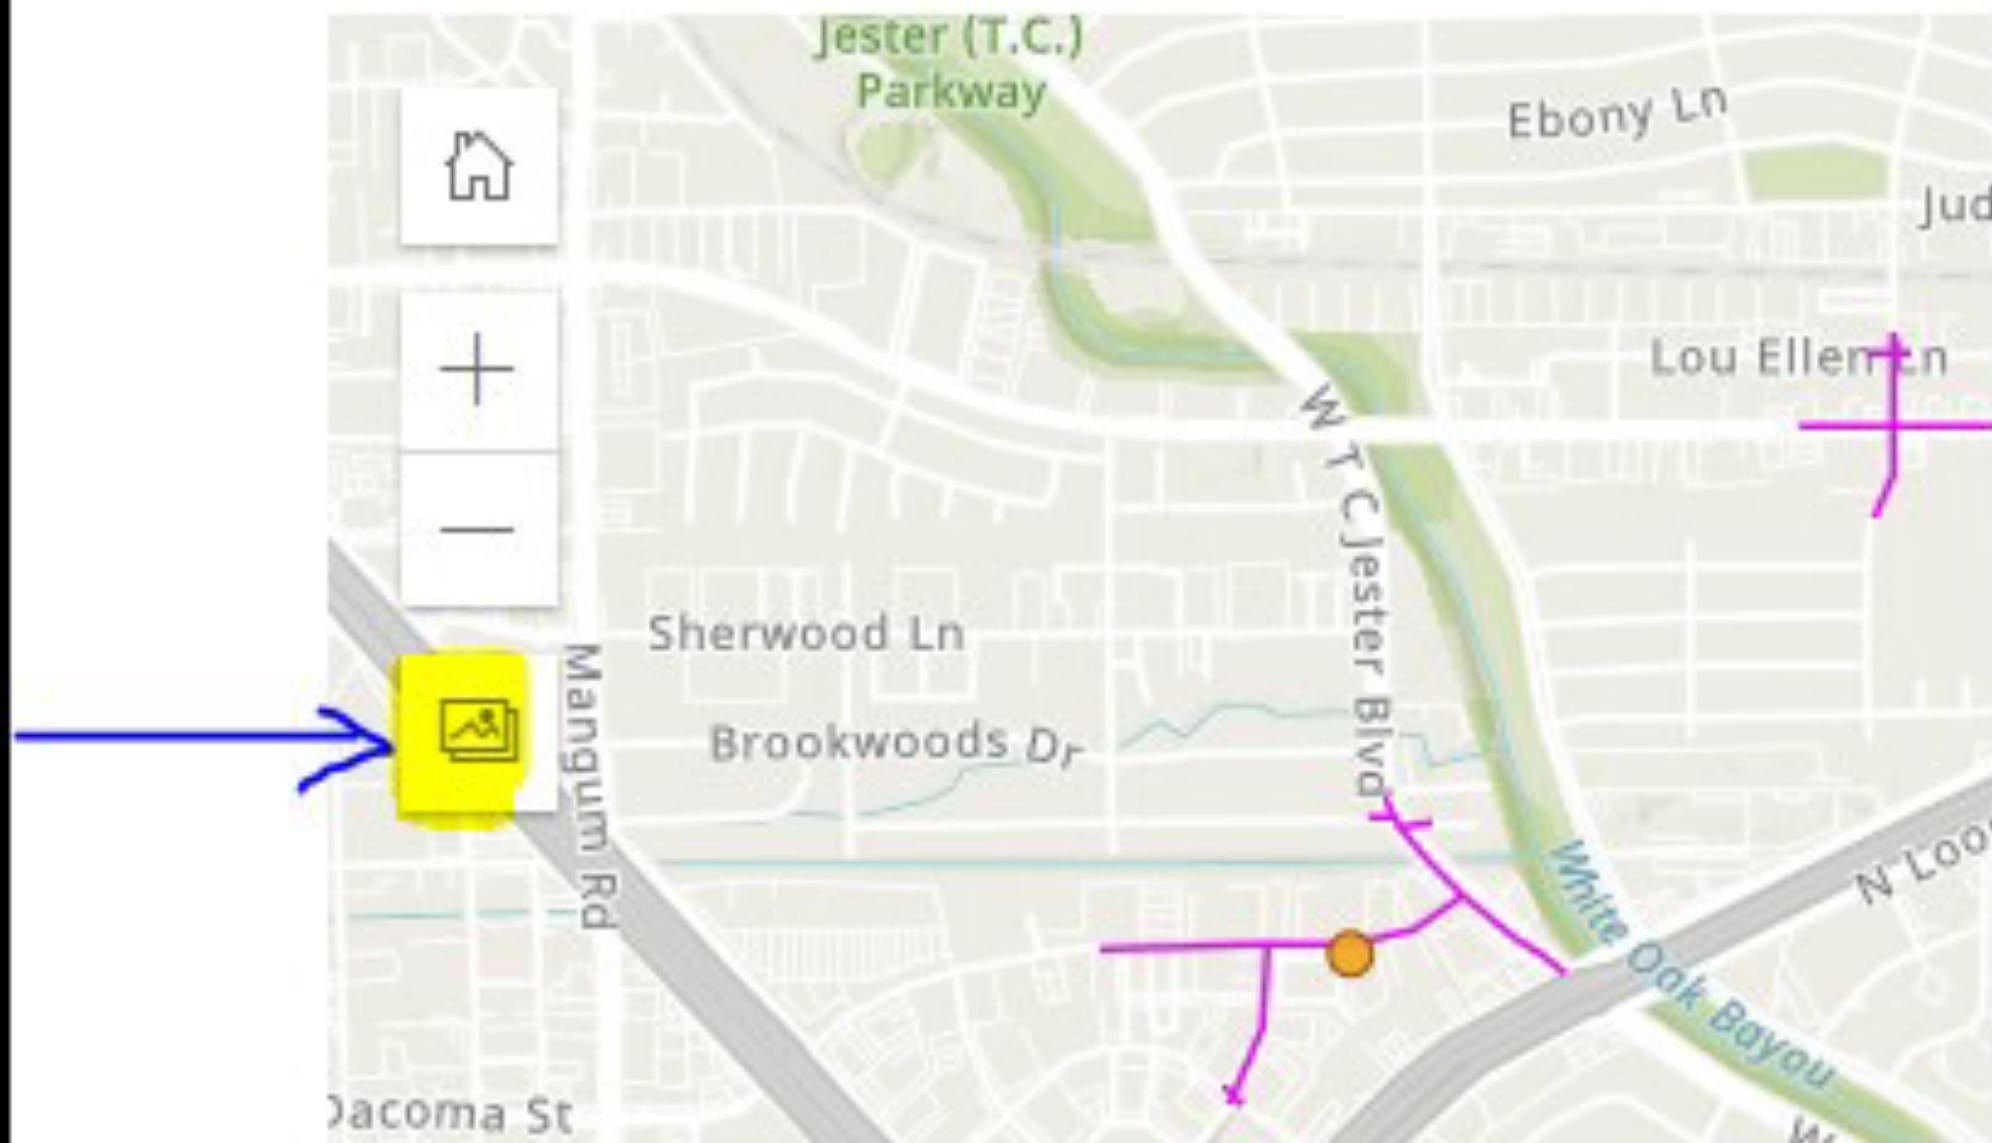 Jester (T.C.)
Parkway
Ebony Ln
Jud
Lou Ellen Ln
W T C Jester Blvd
Sherwood Ln
Mangum Rd
Brookwoods Dr
White Oak Bayou
N Loo
Dacoma St
W